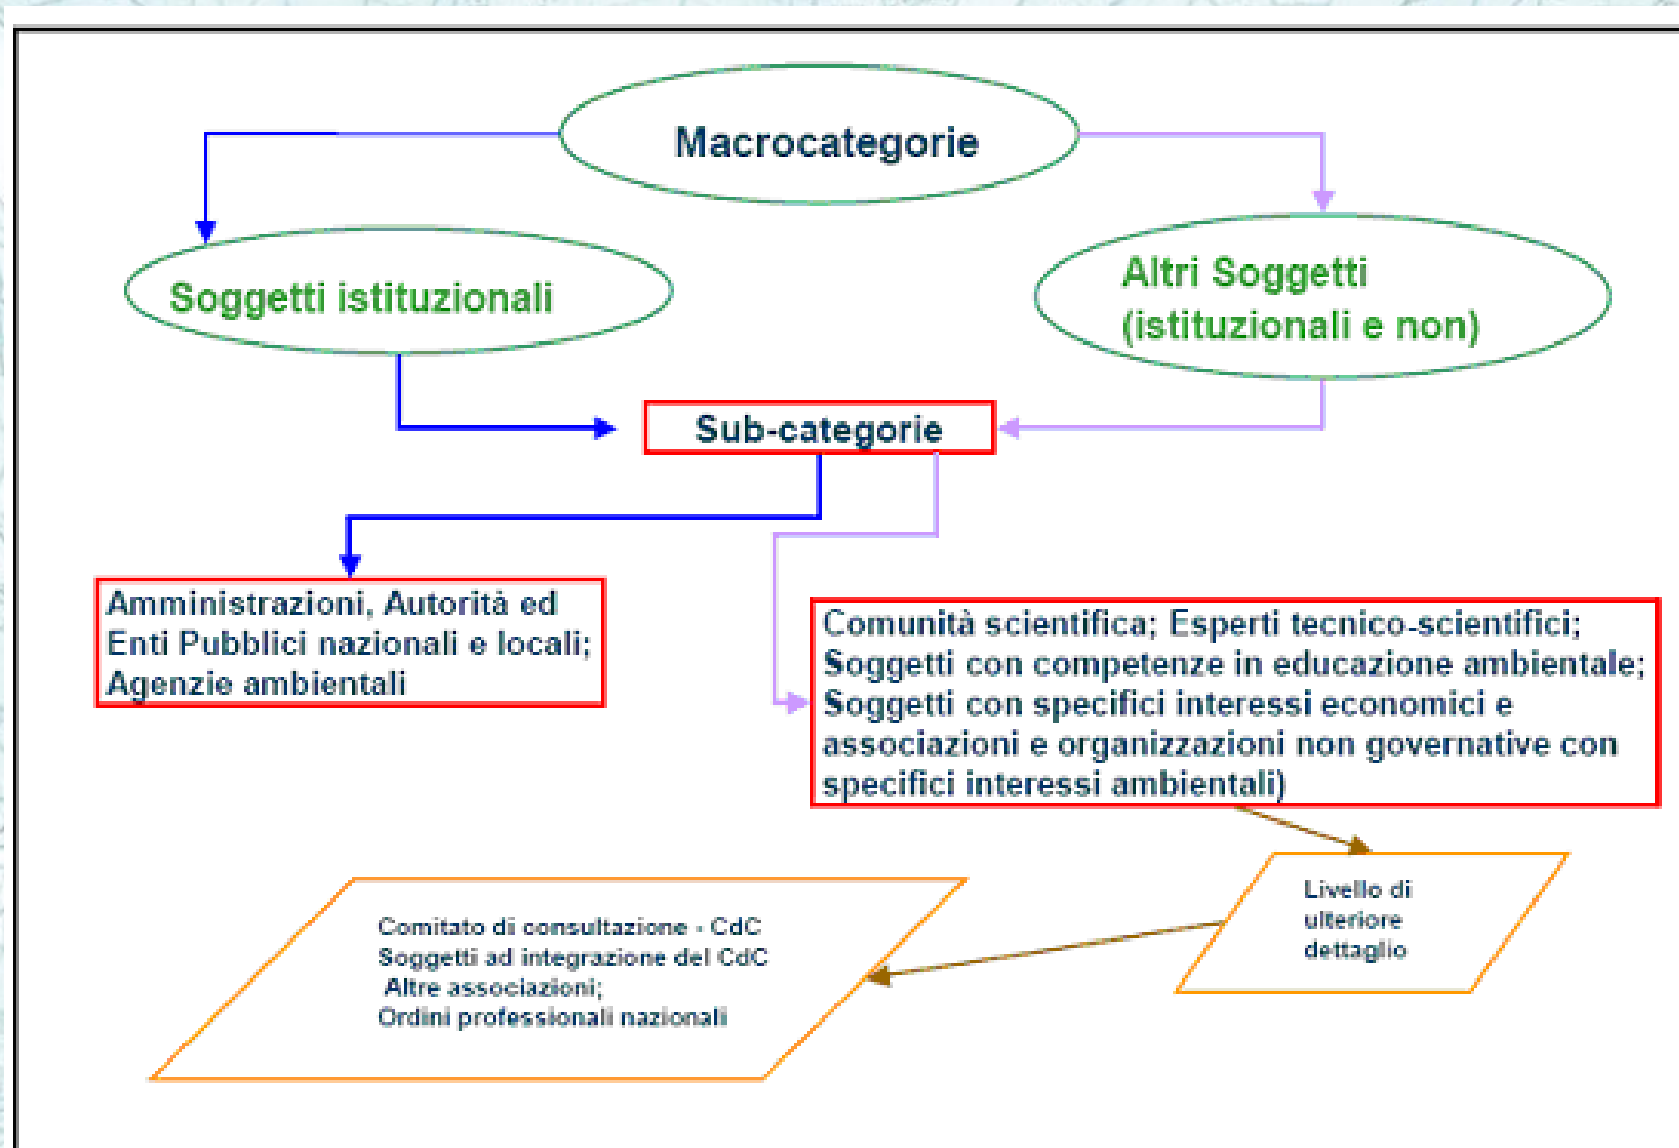 Macrocategorie
Soggetti istituzionali
Altri Soggetti
(istituzionali e non)
Sub-categorie
Amministrazioni, Autorità ed
Enti Pubblici nazionali e locali;
Agenzie ambientali
Comunità scientifica; Esperti tecnico-scientifici;
Soggetti con competenze in educazione ambientale;
Soggetti con specifici interessi economici e
associazioni e organizzazioni non governative con
specifici interessi ambientali)
Livello di
ulteriore
dettaglio
Comitato di consultazione - CdC
Soggetti ad integrazione del CdC
Altre associazioni;
Ordini professionali nazionali